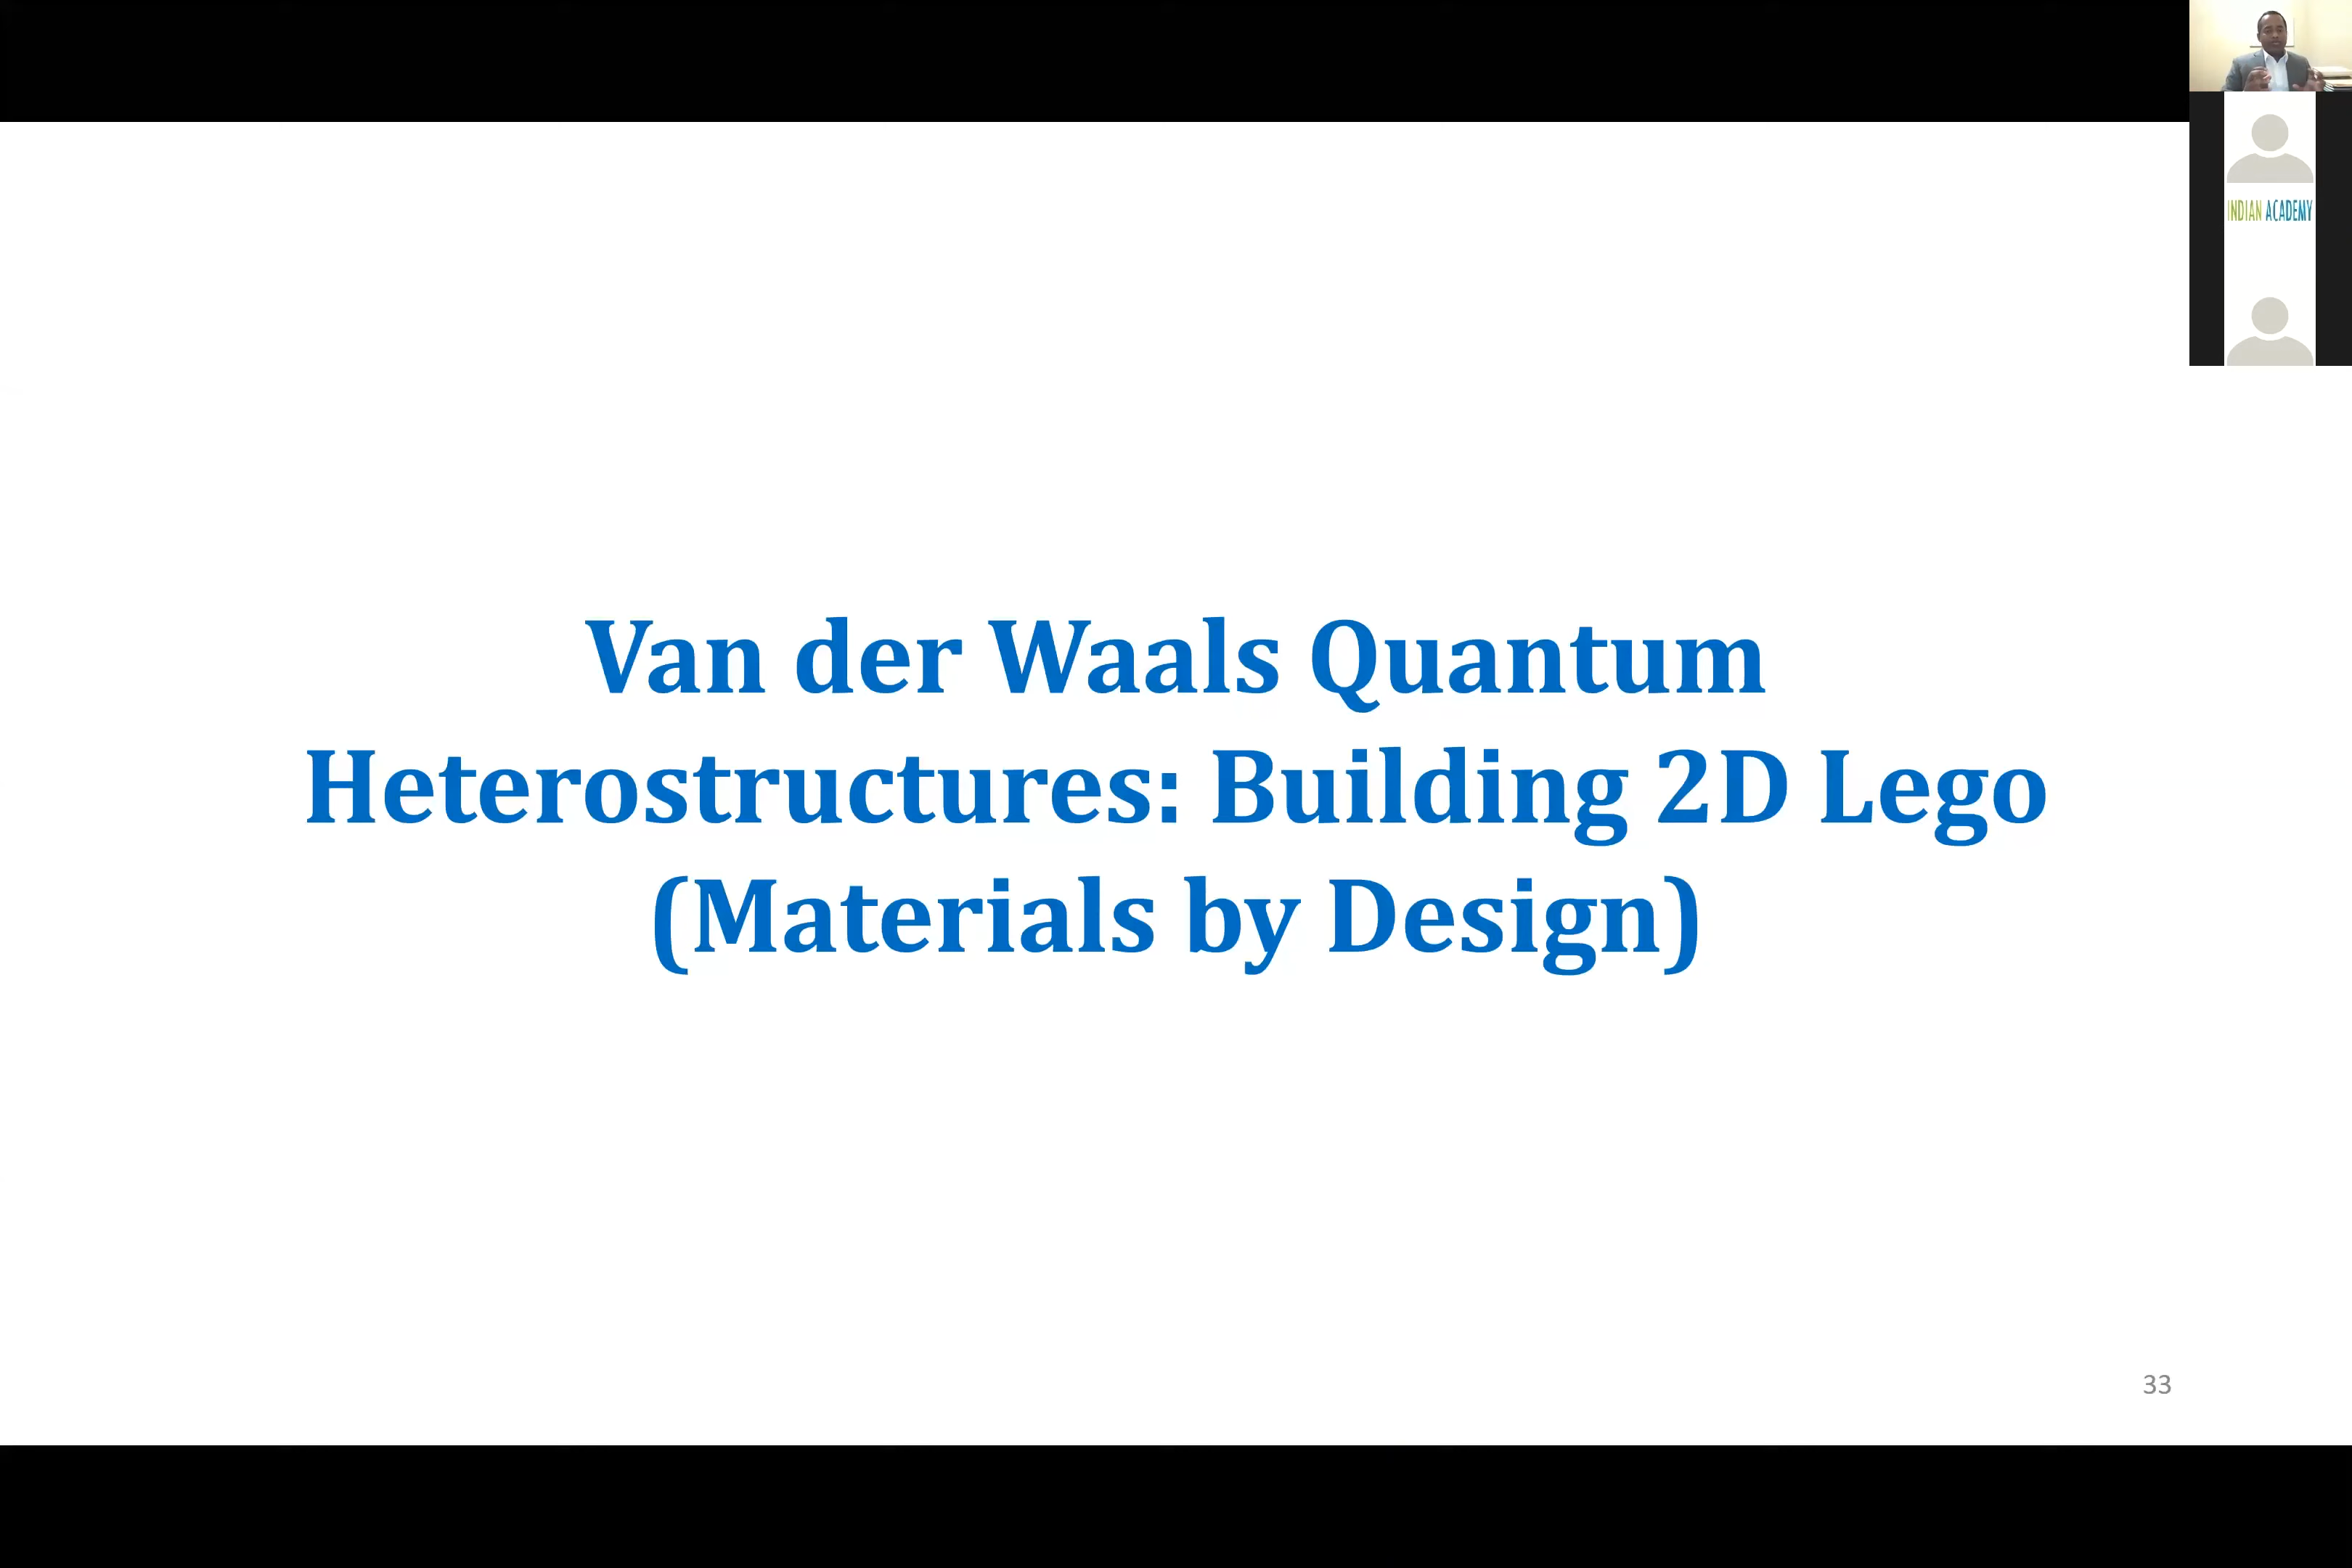 INDIAN ACADEMY
Van der Waals Quantum
Heterostructures: Building 2D Lego
(Materials by Design)
33